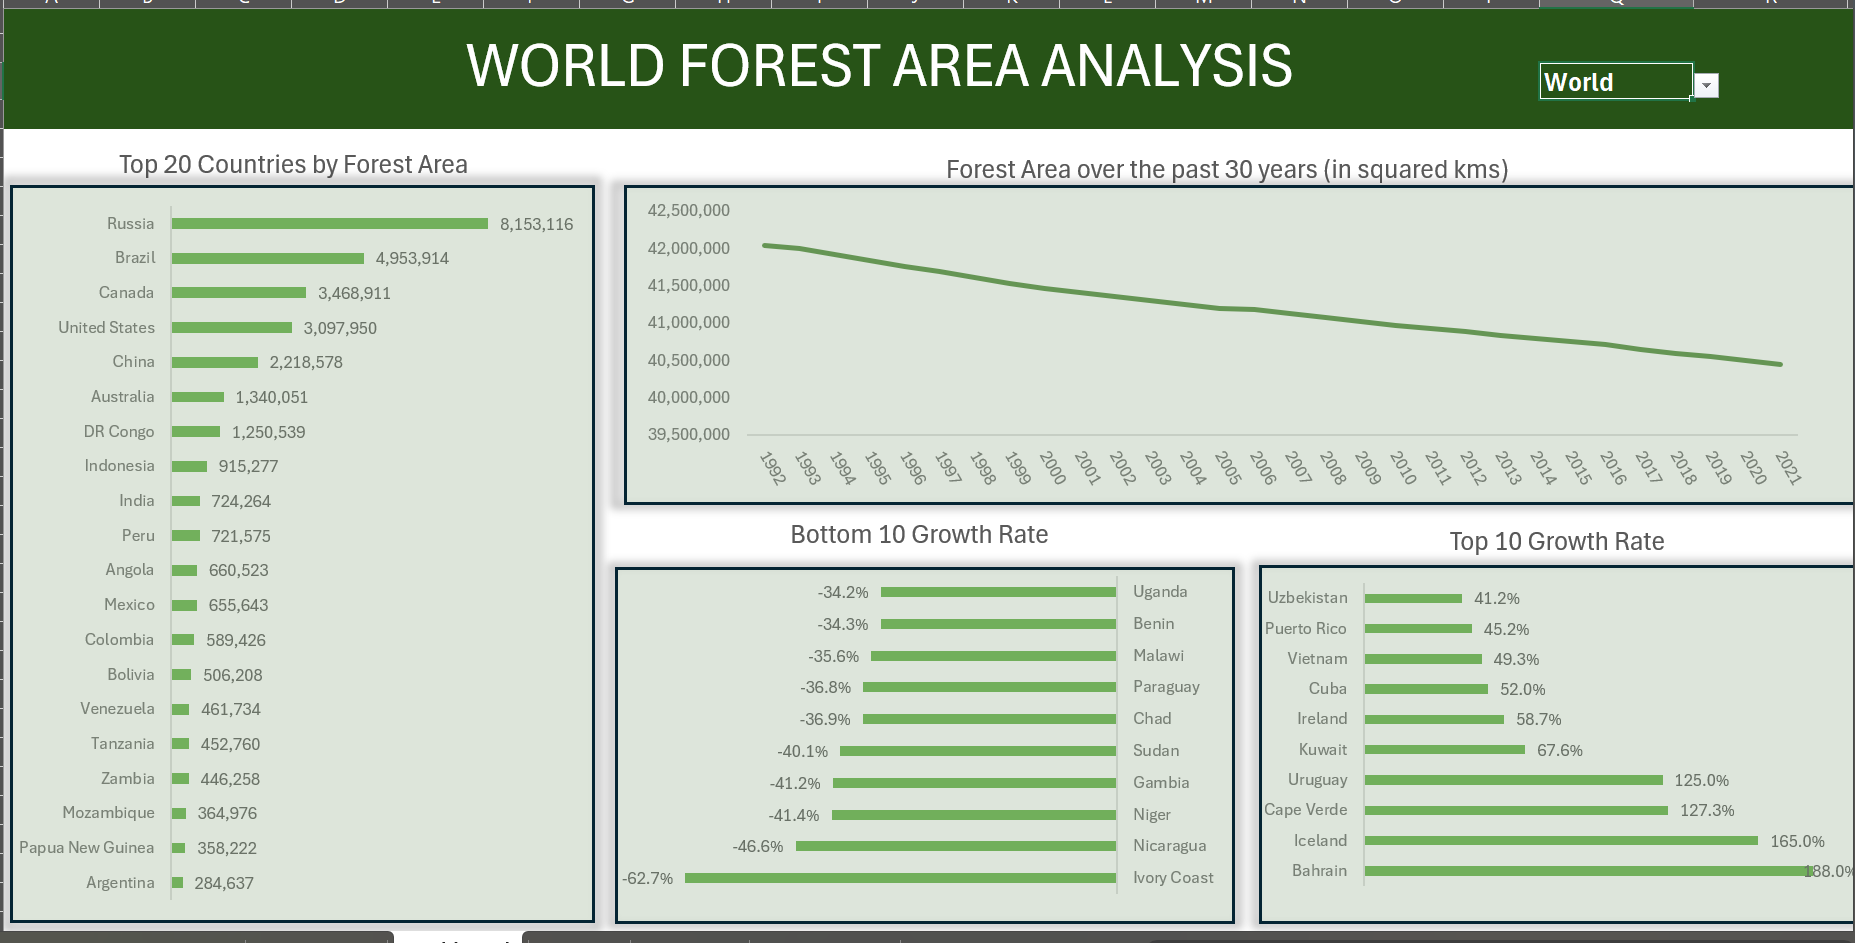 WORLD FOREST AREA ANALYSIS
World
Top 20 Countries by Forest Area
Russia 8,153,116
Brazil 4,953,914
Canada 3,468,911
United States 3,097,950
China 2,218,578
Australia 1,340,051
DR Congo 1,250,539
Indonesia 915,277
India 724,264
Peru 721,575
Angola 660,523
Mexico 655,643
Colombia 589,426
Bolivia 506,208
Venezuela 461,734
Tanzania 452,760
Zambia 446,258
Mozambique 364,976
Papua New Guinea 358,222
Argentina 284,637
Forest Area over the past 30 years (in squared kms)
42,500,000
42,000,000
41,500,000
41,000,000
40,500,000
40,000,000
39,500,000
1992 1993 1994 1995 1996 1997 1998 1999 2000 2001 2002 2003 2004 2005 2006 2007 2008 2009 2010 2011 2012 2013 2014 2015 2016 2017 2018 2019 2020 2021
Bottom 10 Growth Rate
-34.2% Uganda
-34.3% Benin
-35.6% Malawi
-36.8% Paraguay
-36.9% Chad
-40.1% Sudan
-41.2% Gambia
-41.4% Niger
-46.6% Nicaragua
-62.7% Ivory Coast
Top 10 Growth Rate
Uzbekistan 41.2%
Puerto Rico 45.2%
Vietnam 49.3%
Cuba 52.0%
Ireland 58.7%
Kuwait 67.6%
Uruguay 125.0%
Cape Verde 127.3%
Iceland 165.0%
Bahrain 188.0%